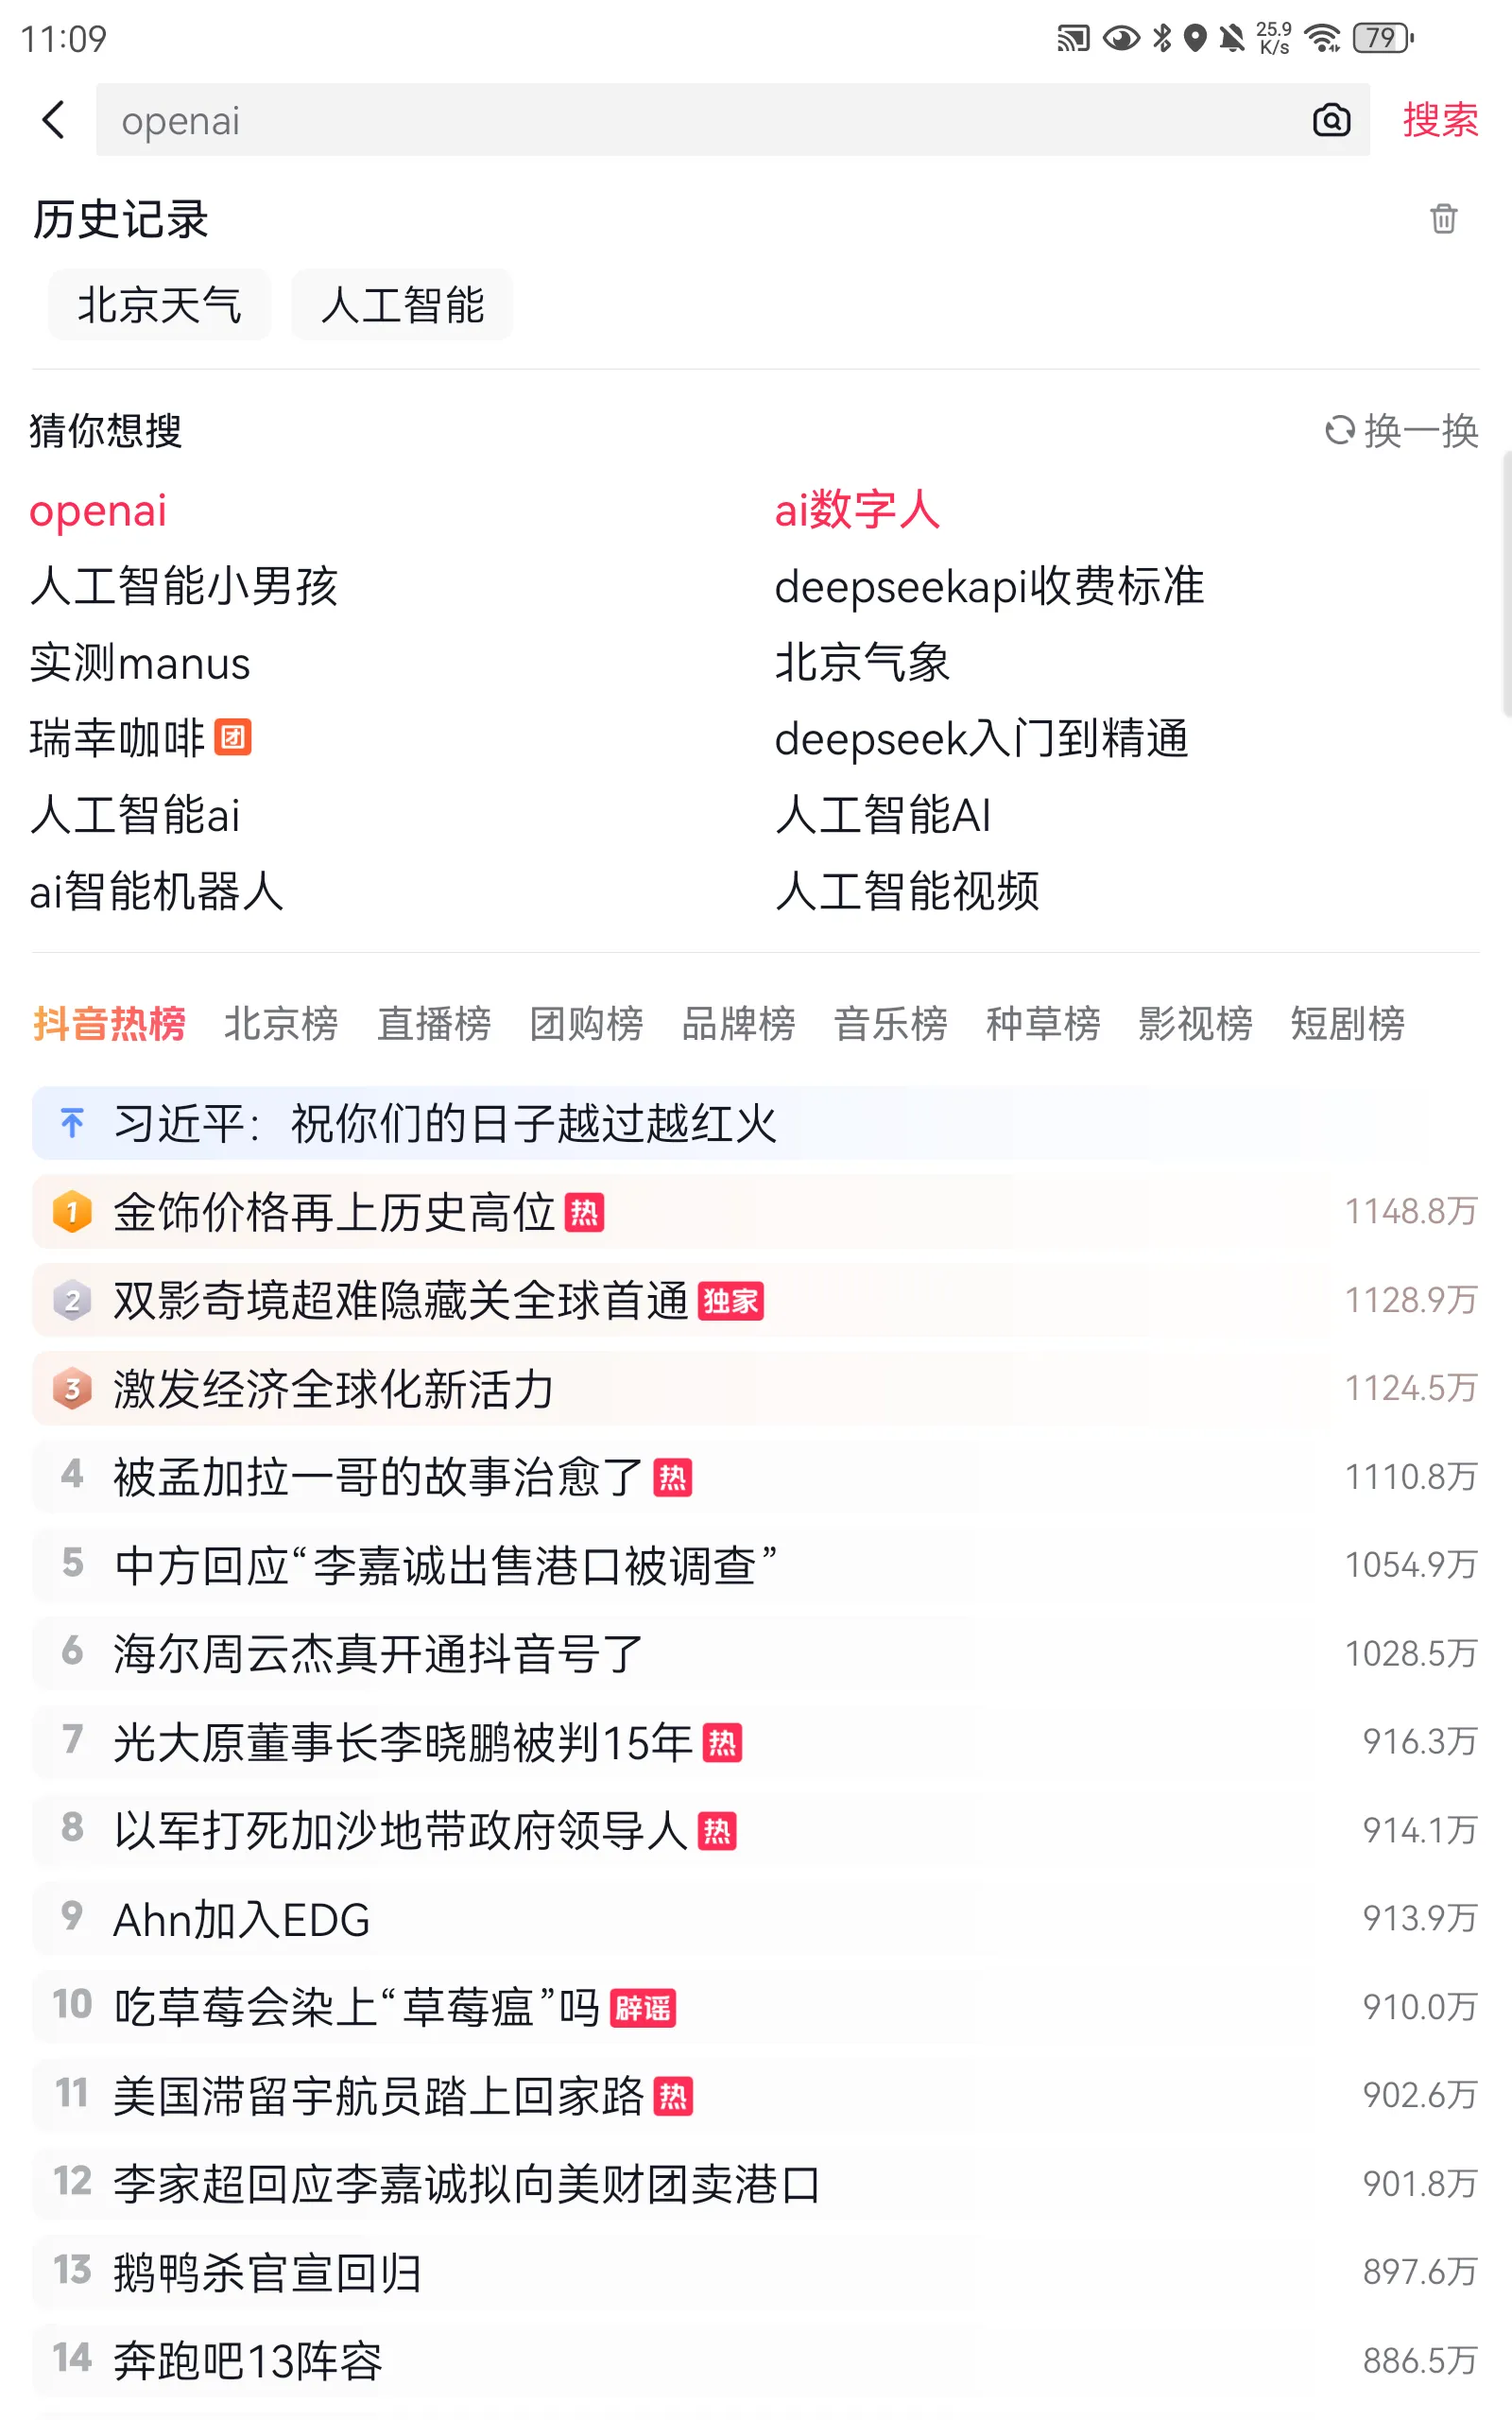 11:09 25.9 K/s 79
openai 搜索
历史记录
北京天气 人工智能
猜你想搜 换一换
openai ai数字人
人工智能小男孩 deepseekapi收费标准
实测manus 北京气象
瑞幸咖啡 团 deepseek入门到精通
人工智能ai 人工智能AI
ai智能机器人 人工智能视频
抖音热榜 北京榜 直播榜 团购榜 品牌榜 音乐榜 种草榜 影视榜 短剧榜
习近平：祝你们的日子越过越红火
1 金饰价格再上历史高位 热 1148.8万
2 双影奇境超难隐藏关全球首通 独家 1128.9万
3 激发经济全球化新活力 1124.5万
4 被孟加拉一哥的故事治愈了 热 1110.8万
5 中方回应“李嘉诚出售港口被调查” 1054.9万
6 海尔周云杰真开通抖音号了 1028.5万
7 光大原董事长李晓鹏被判15年 热 916.3万
8 以军打死加沙地带政府领导人 热 914.1万
9 Ahn加入EDG 913.9万
10 吃草莓会染上“草莓瘟”吗 辟谣 910.0万
11 美国滞留宇航员踏上回家路 热 902.6万
12 李家超回应李嘉诚拟向美财团卖港口 901.8万
13 鹅鸭杀官宣回归 897.6万
14 奔跑吧13阵容 886.5万